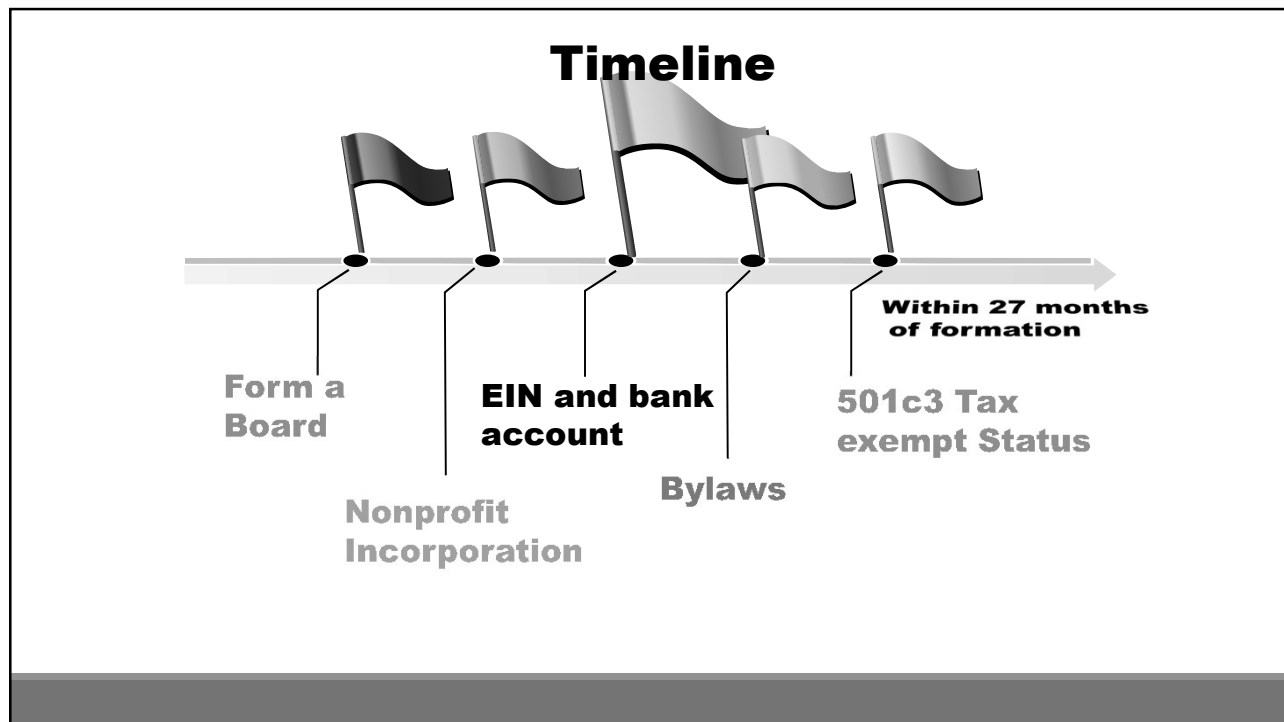 Timeline
Within 27 months
of formation
Form a
Board
Nonprofit
Incorporation
EIN and bank
account
Bylaws
501c3 Tax
exempt Status